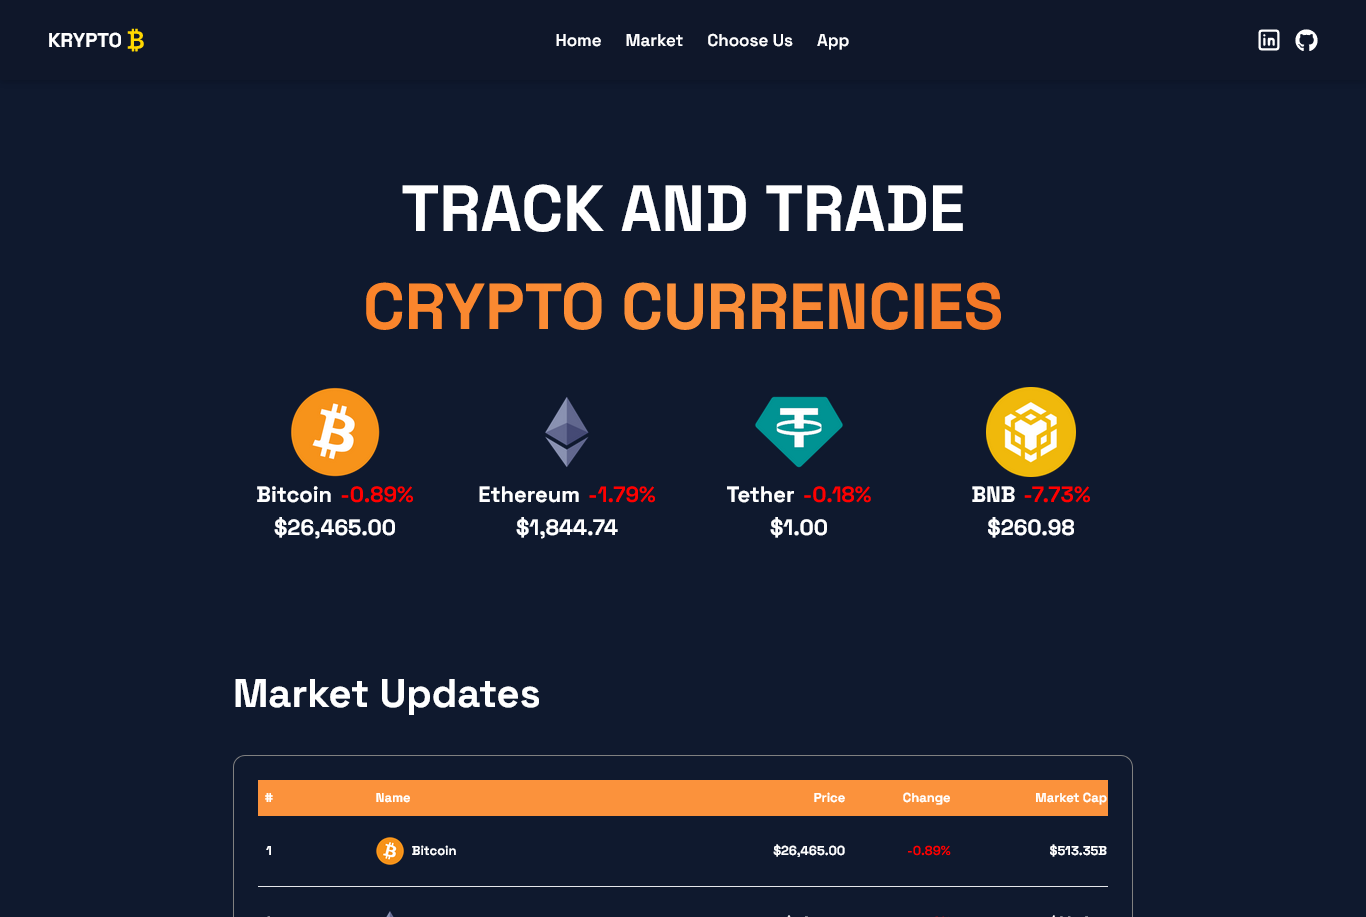 KRYPTO
Home Market Choose Us App
TRACK AND TRADE
CRYPTO CURRENCIES
Bitcoin -0.89% Ethereum -1.79% Tether -0.18% BNB -7.73%
$26,465.00 $1,844.74 $1.00 $260.98
Market Updates
# Name Price Change Market Cap
1 Bitcoin $26,465.00 -0.89% $513.35B